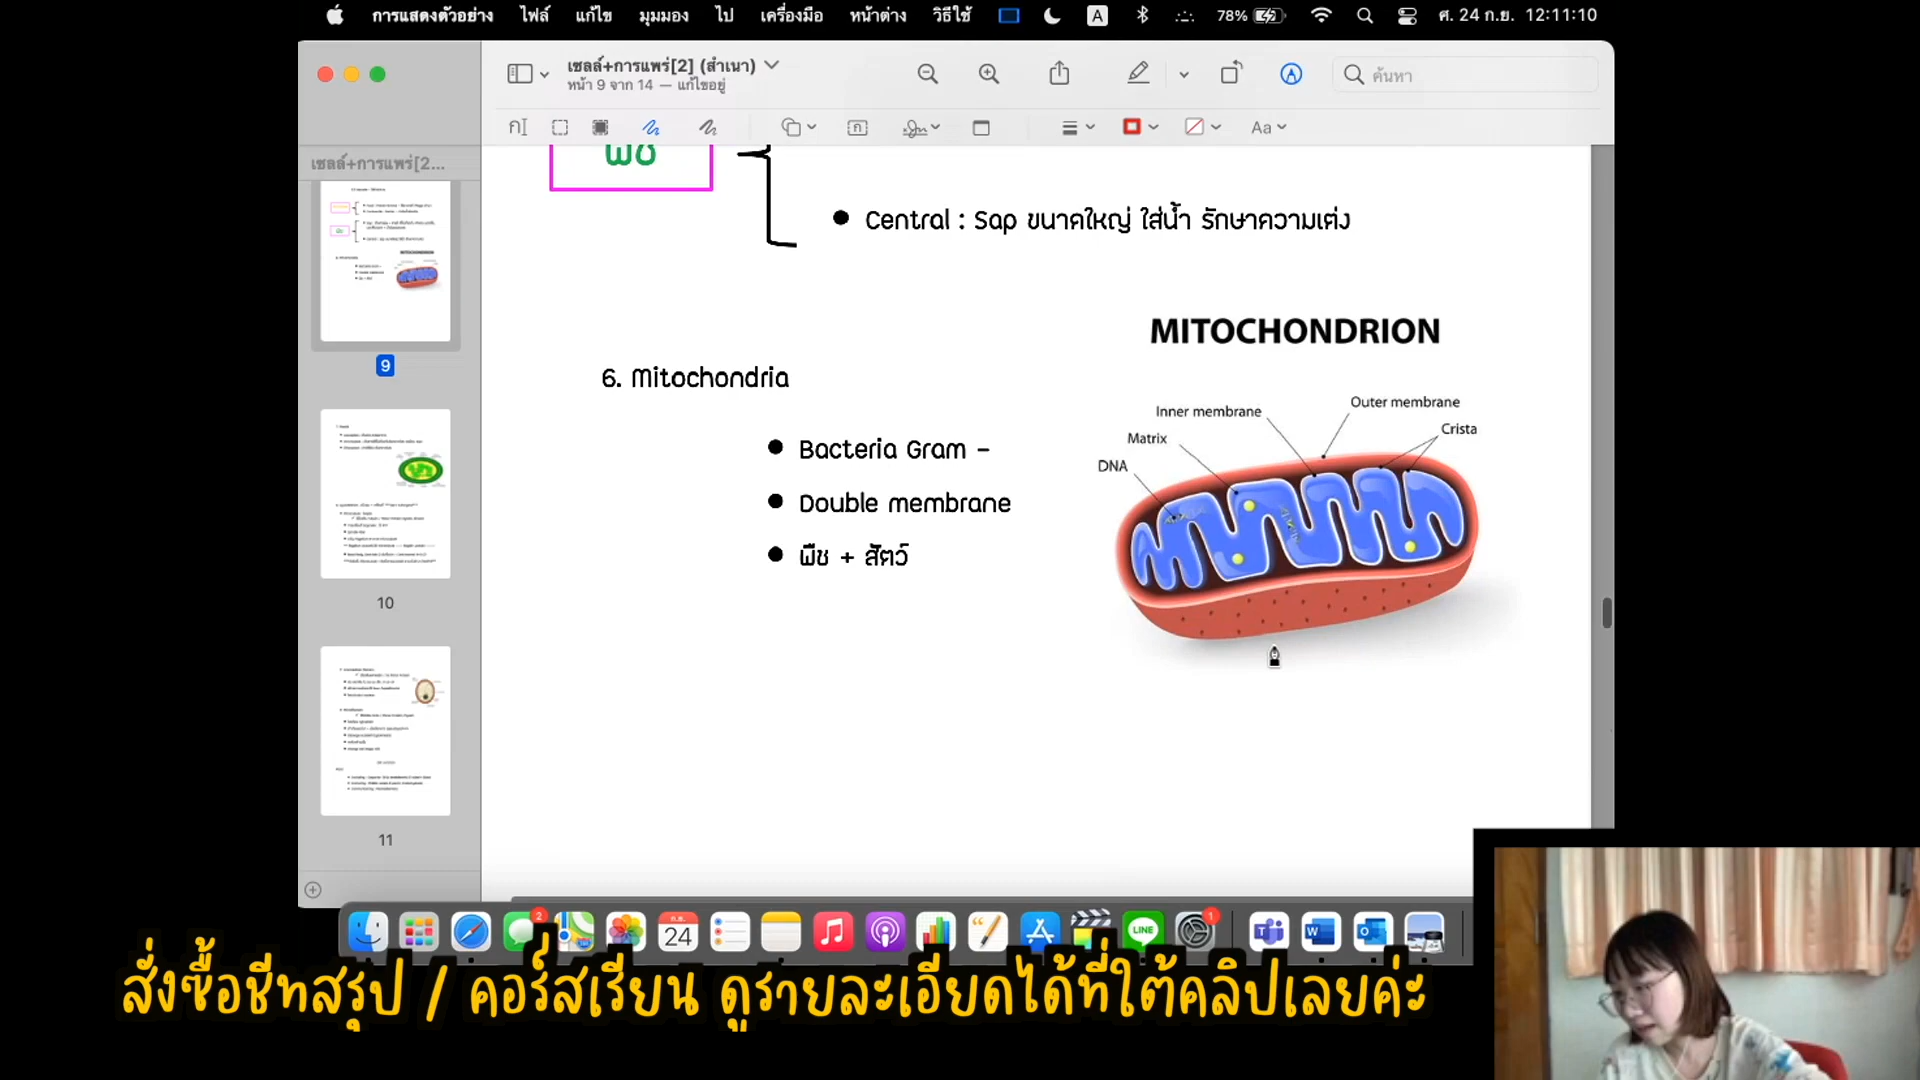 การแสดงตัวอย่าง ไฟล์ แก้ไข มุมมอง ไป เครื่องมือ หน้าต่าง วิธีใช้ A 78% ศ. 24 ก.ย. 12:11:10
เซลล์+การแพร่[2] (สำเนา)
หน้า 9 จาก 14 — แก้ไขอยู่
ค้นหา
Aa
เซลล์+การแพร่[2...
9
10
11
พืช
Central : Sap ขนาดใหญ่ ใส่น้ำ รักษาความเต่ง
MITOCHONDRION
6. Mitochondria
Bacteria Gram -
Double membrane
พืช + สัตว์
Outer membrane
Inner membrane
Crista
Matrix
DNA
2
ก.ย.
24
LINE
1
สั่งซื้อชีทสรุป / คอร์สเรียน ดูรายละเอียดได้ที่ใต้คลิปเลยค่ะ